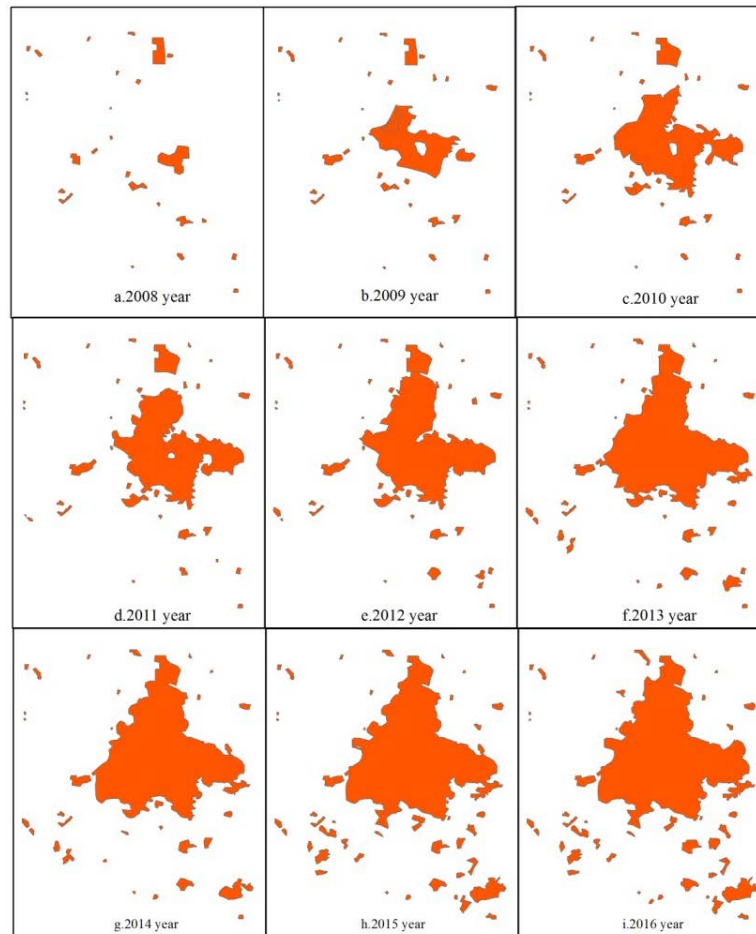 a.2008 year
b.2009 year
c.2010 year
d.2011 year
e.2012 year
f.2013 year
g.2014 year
h.2015 year
i.2016 year